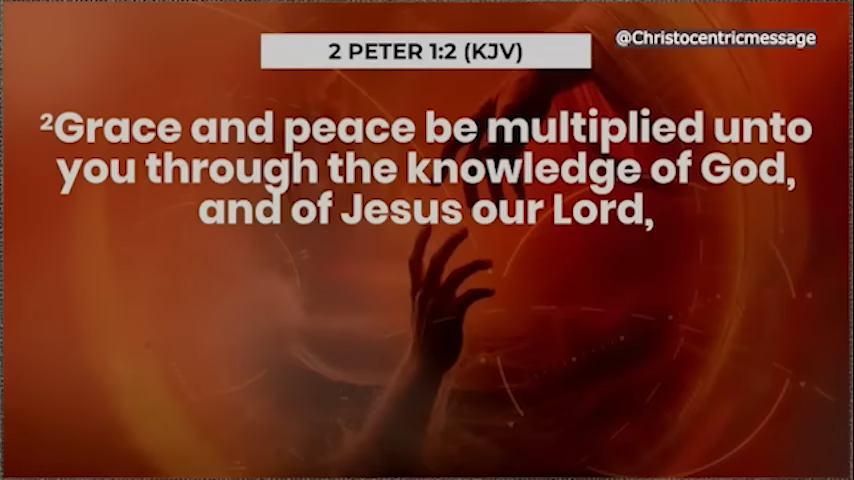 @Christocentricmessage
2 PETER 1:2 (KJV)
²Grace and peace be multiplied unto
you through the knowledge of God,
and of Jesus our Lord,